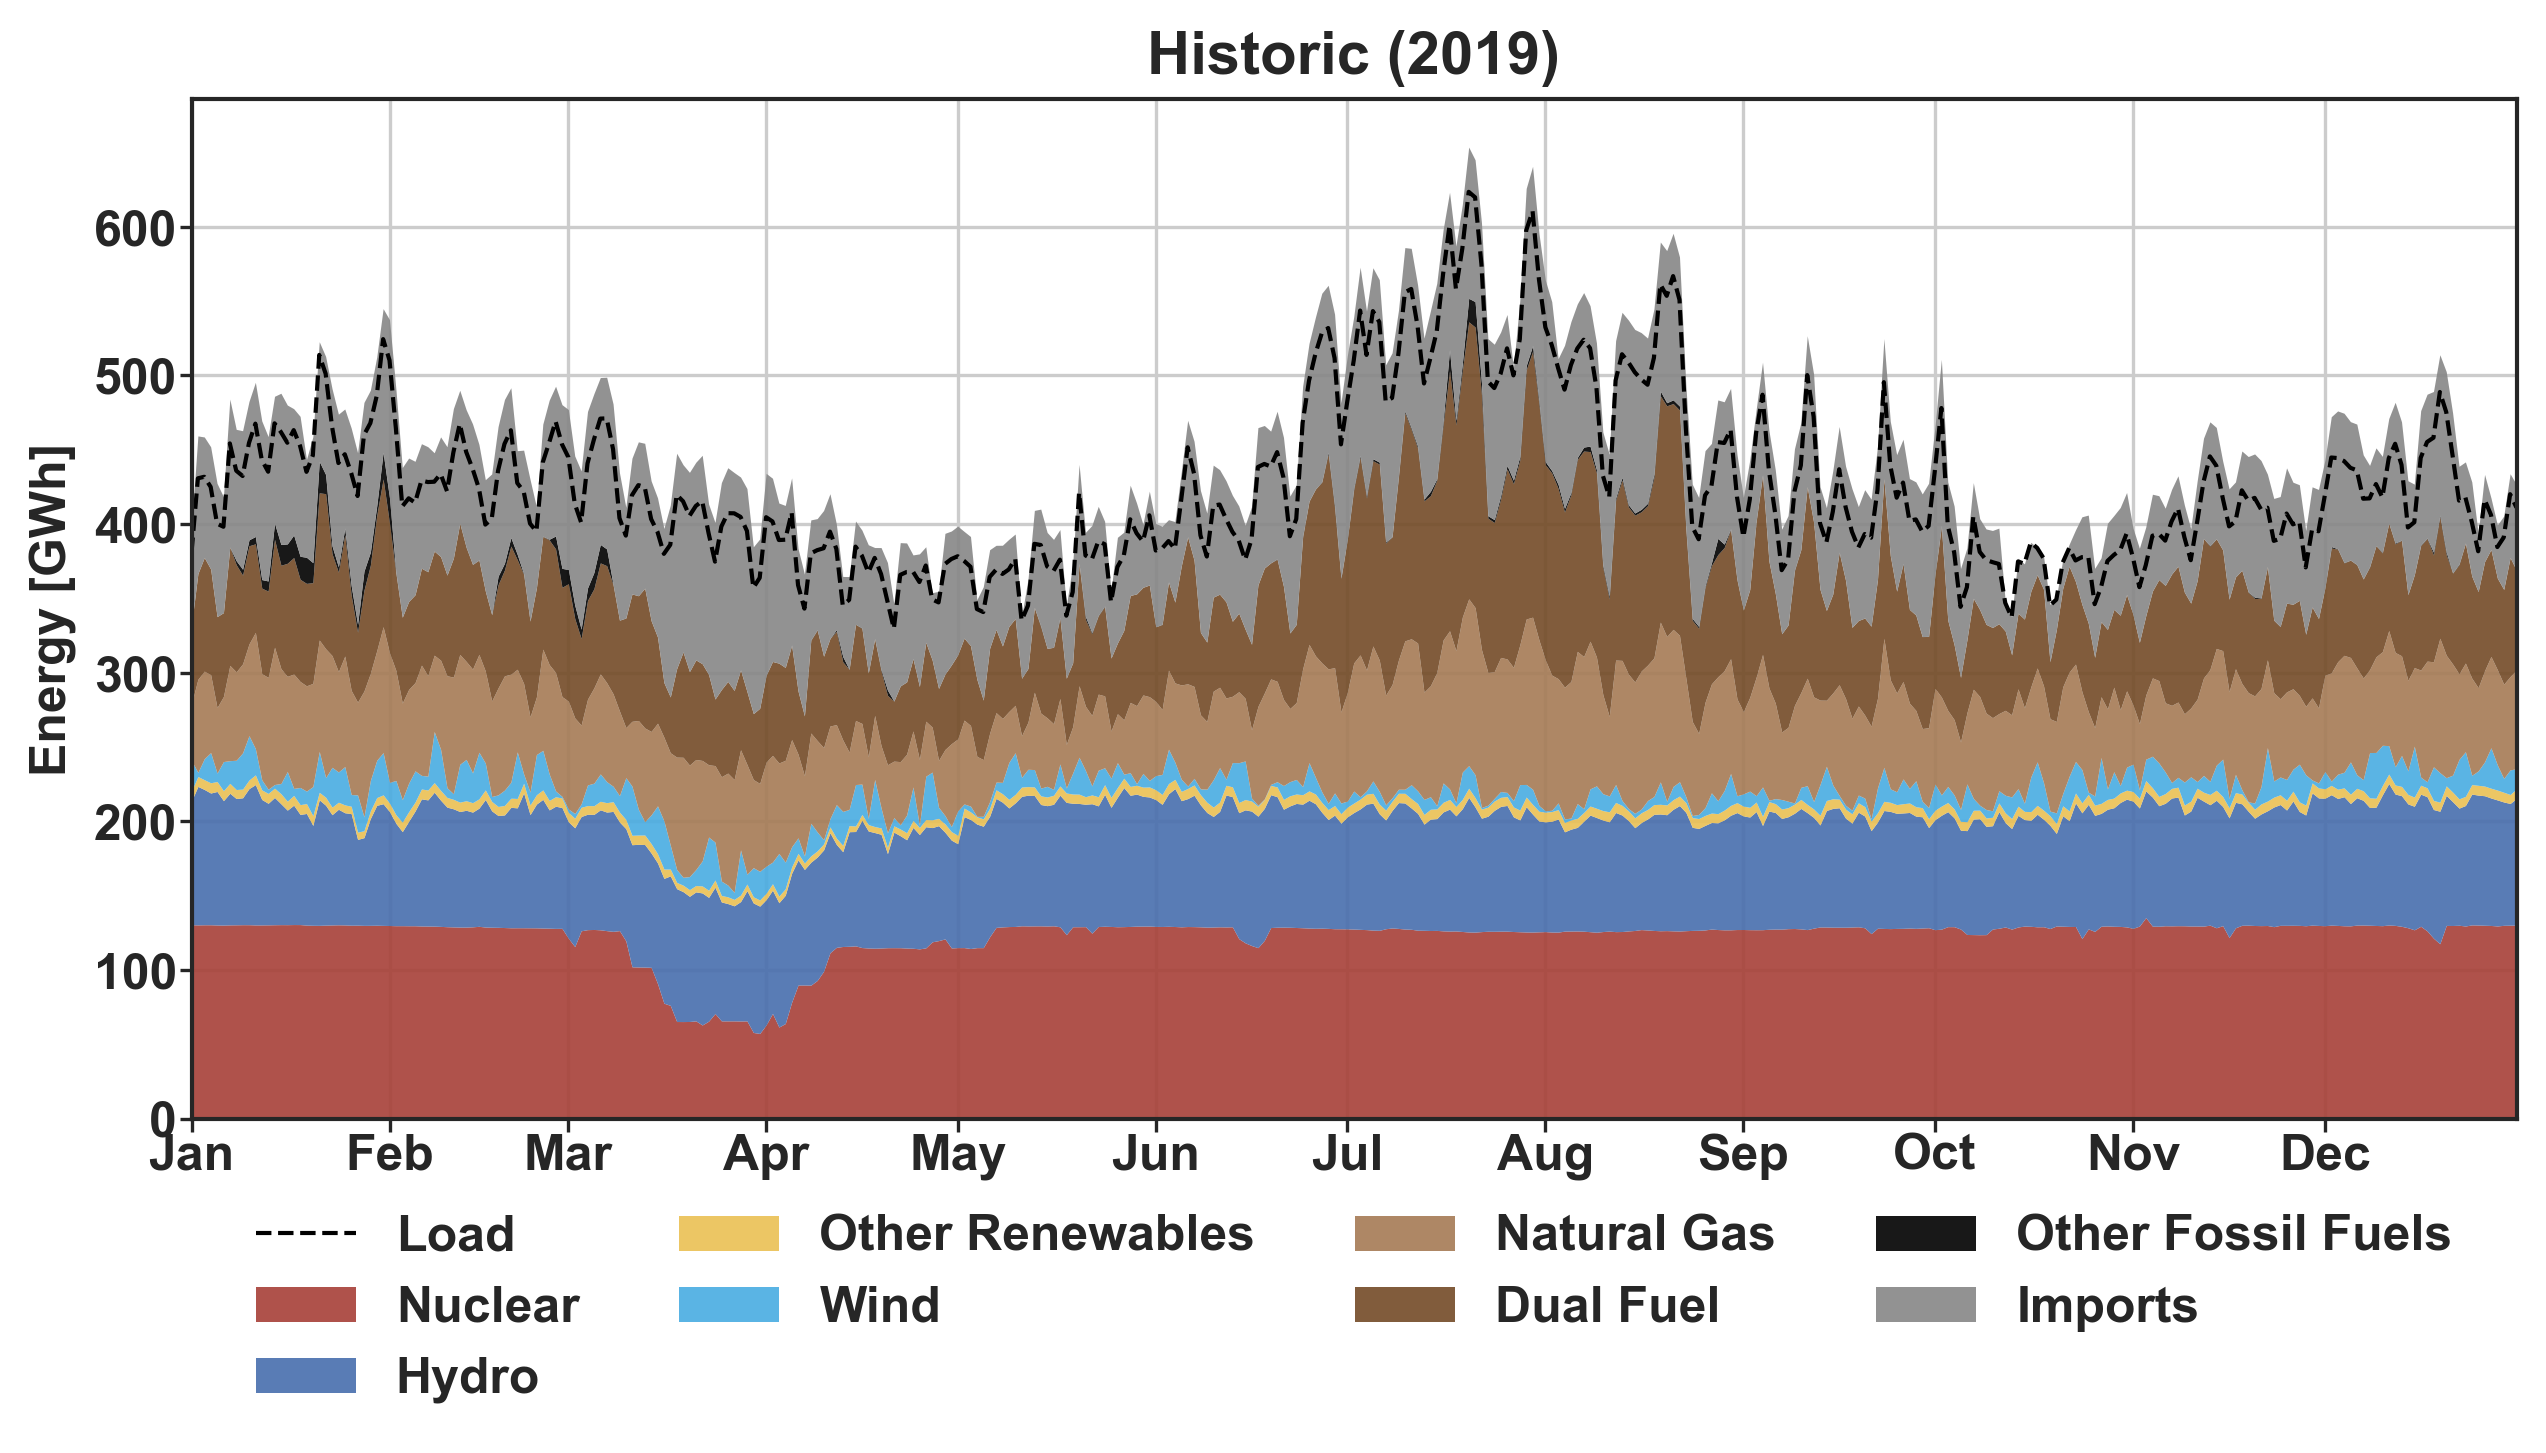 Historic (2019)
Energy [GWh]
600
500
400
300
200
100
0
Jan Feb Mar Apr May Jun Jul Aug Sep Oct Nov Dec
Load Other Renewables Natural Gas Other Fossil Fuels
Nuclear Wind Dual Fuel Imports
Hydro